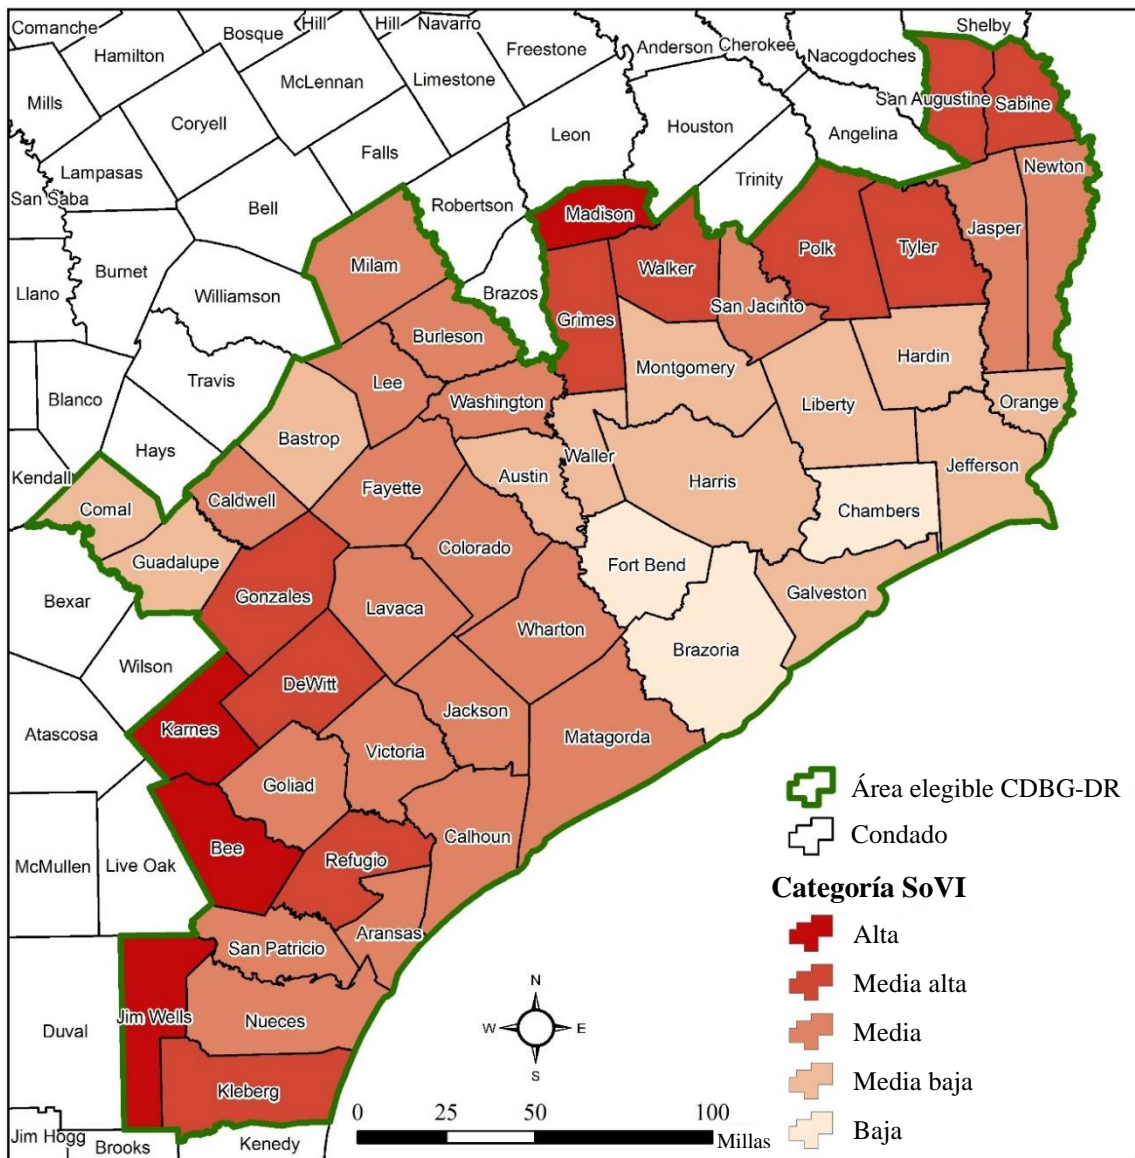 Comanche
Hamilton
Bosque
Hill
Hill
Navarro
Freestone
Anderson
Cherokee
Nacogdoches
Shelby
Mills
McLennan
Limestone
San Augustine
Sabine
Coryell
Leon
Houston
Angelina
Lampasas
Falls
Trinity
Newton
San Saba
Bell
Robertson
Madison
Jasper
Burnet
Milam
Walker
Polk
Tyler
Llano
Williamson
Brazos
San Jacinto
Grimes
Burleson
Hardin
Travis
Lee
Montgomery
Blanco
Washington
Liberty
Orange
Bastrop
Hays
Waller
Jefferson
Kendall
Austin
Harris
Comal
Caldwell
Fayette
Chambers
Colorado
Guadalupe
Fort Bend
Bexar
Gonzales
Lavaca
Galveston
Wharton
Brazoria
Wilson
DeWitt
Jackson
Karnes
Atascosa
Matagorda
Victoria
Goliad
Calhoun
Bee
Refugio
McMullen
Live Oak
Aransas
San Patricio
Jim Wells
Nueces
Duval
Kleberg
Jim Hogg
Brooks
Kenedy
Área elegible CDBG-DR
Condado
Categoría SoVI
Alta
Media alta
Media
Media baja
Baja
N
W
E
S
0 25 50 100
Millas